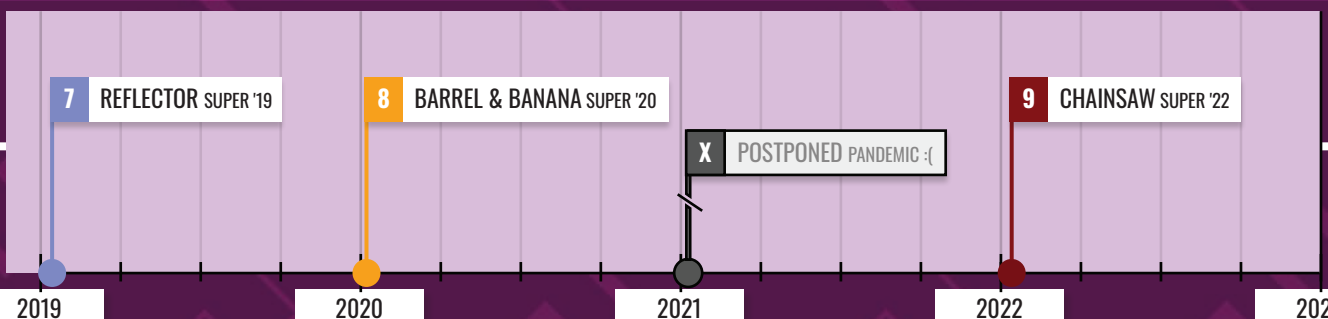 7 REFLECTOR SUPER '19
8 BARREL & BANANA SUPER '20
9 CHAINSAW SUPER '22
X POSTPONED PANDEMIC :(
2019 2020 2021 2022